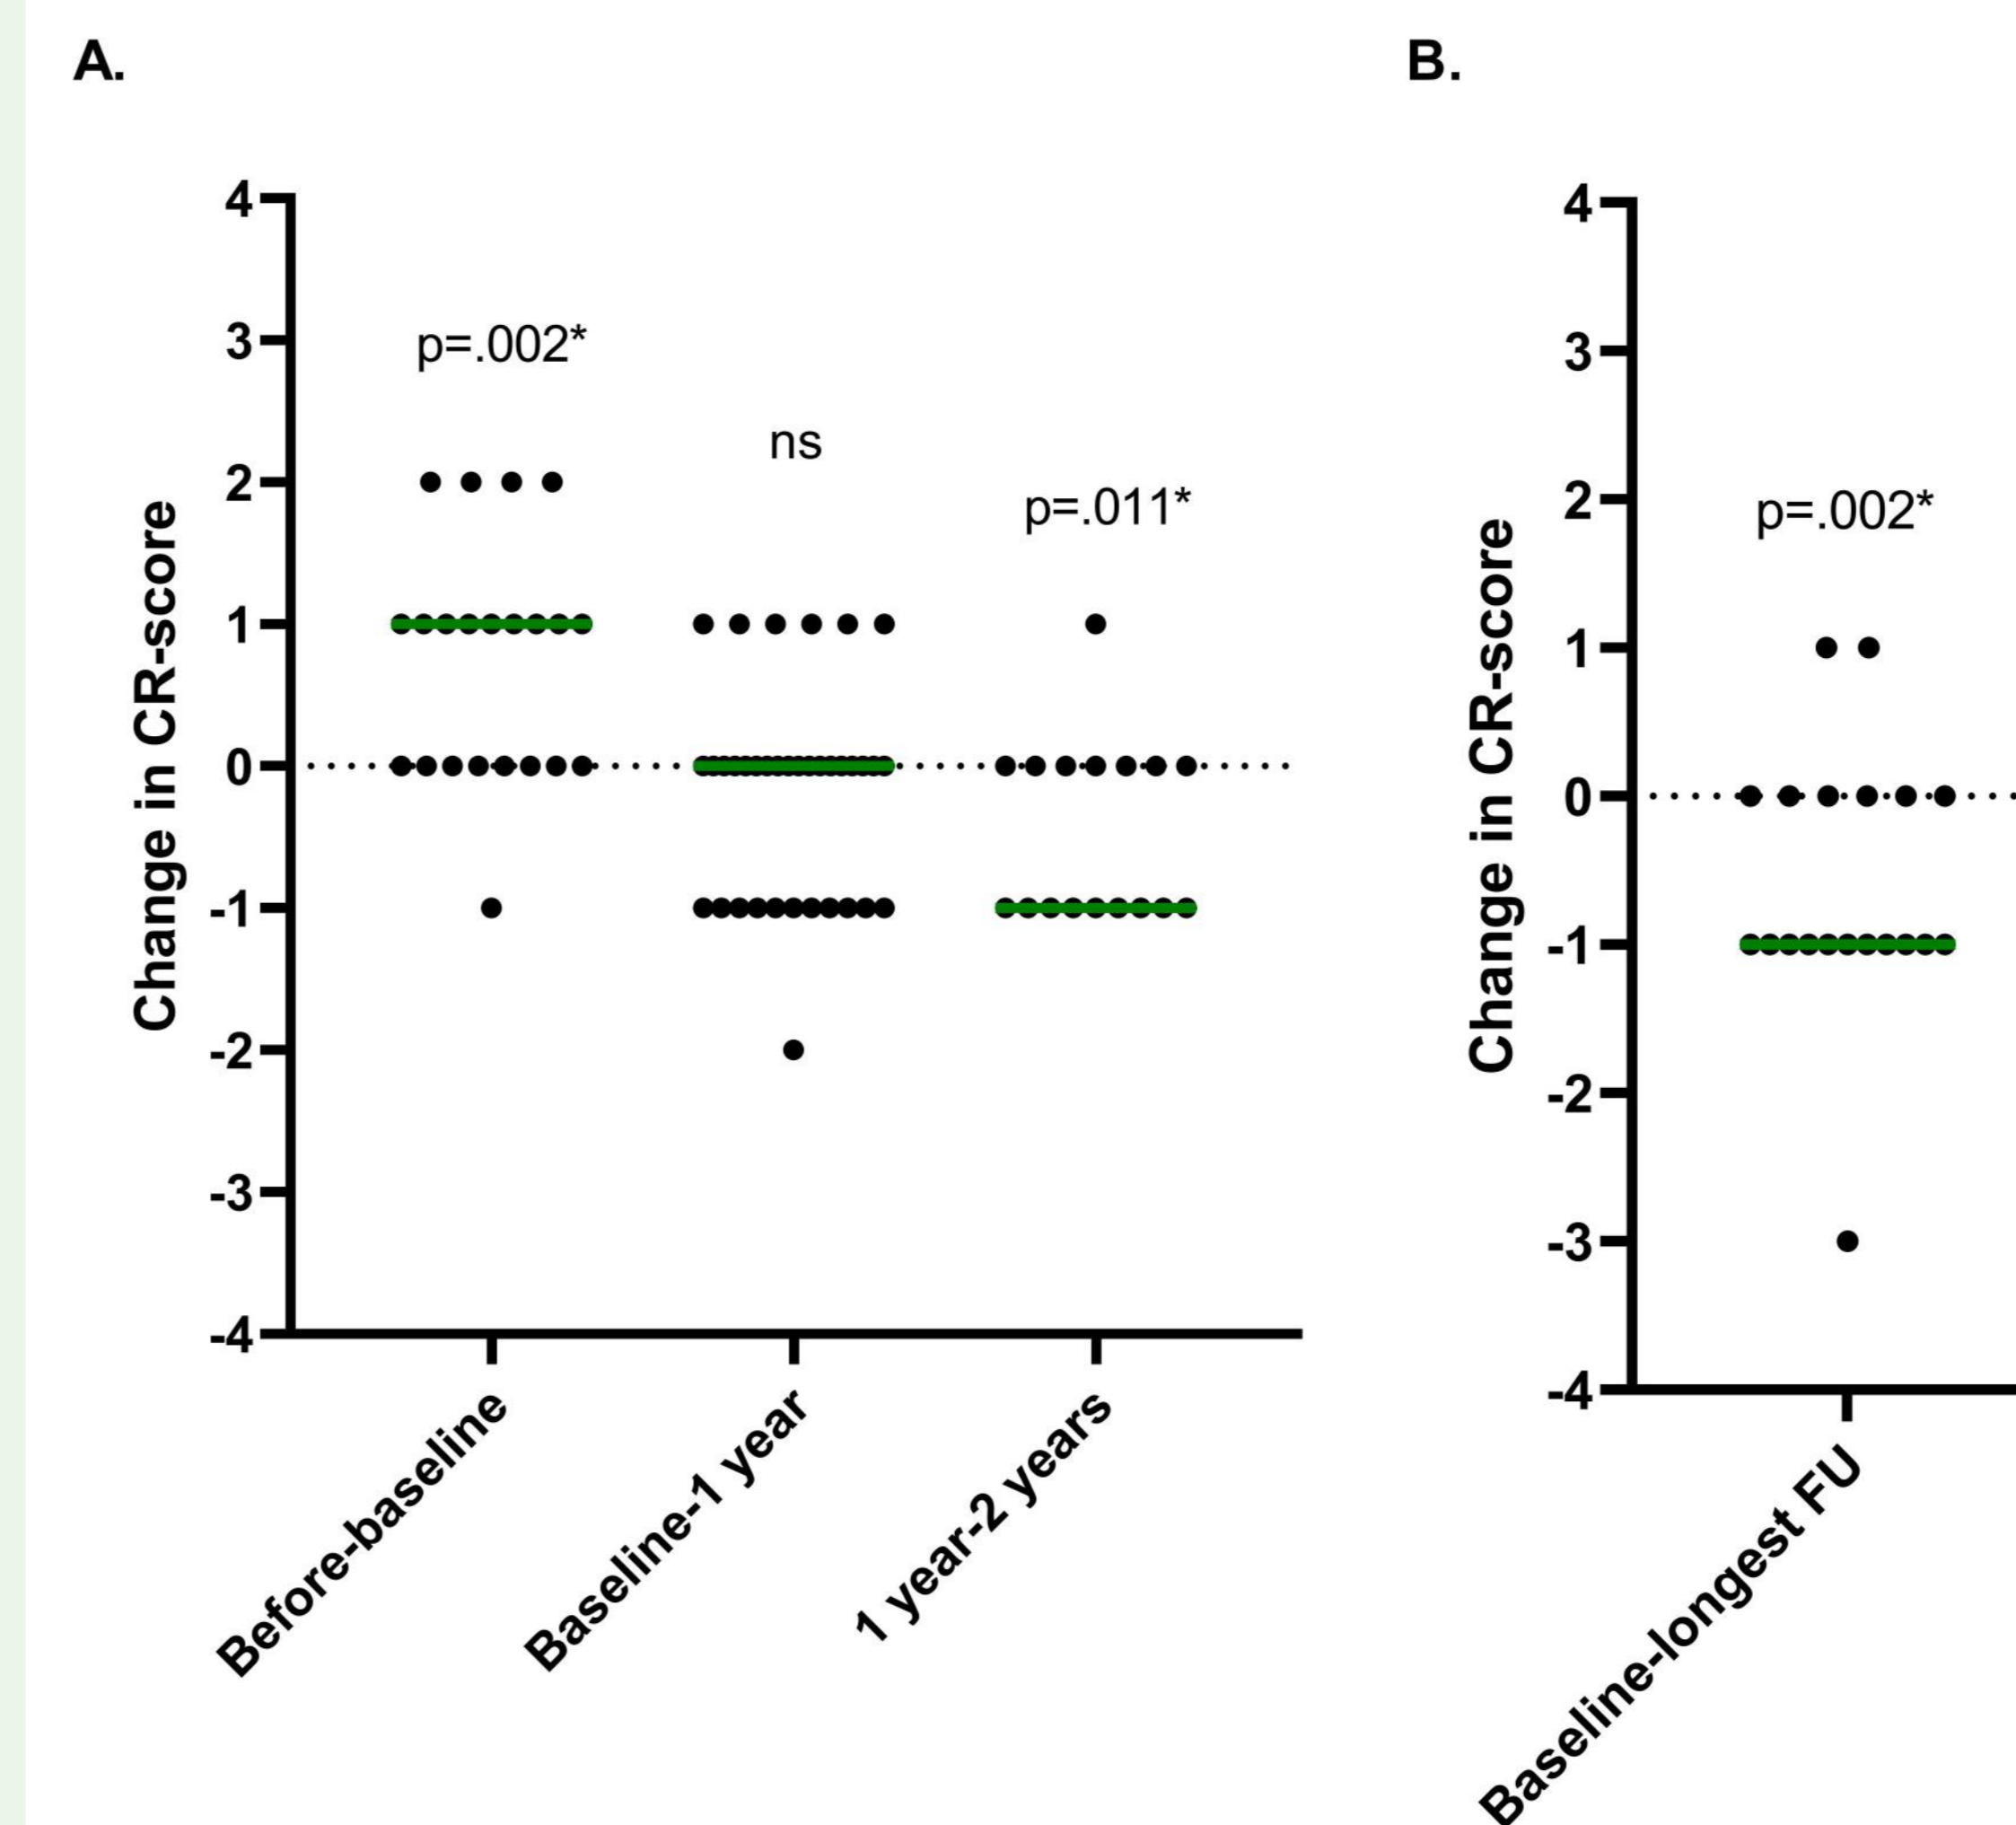 A.
4
3
2
1
0
-1
-2
-3
-4
Change in CR-score
p=.002*
ns
p=.011*
Before-baseline
Baseline-1 year
1 year-2 years
B.
4
3
2
1
0
-1
-2
-3
-4
Change in CR-score
p=.002*
Baseline-longest FU